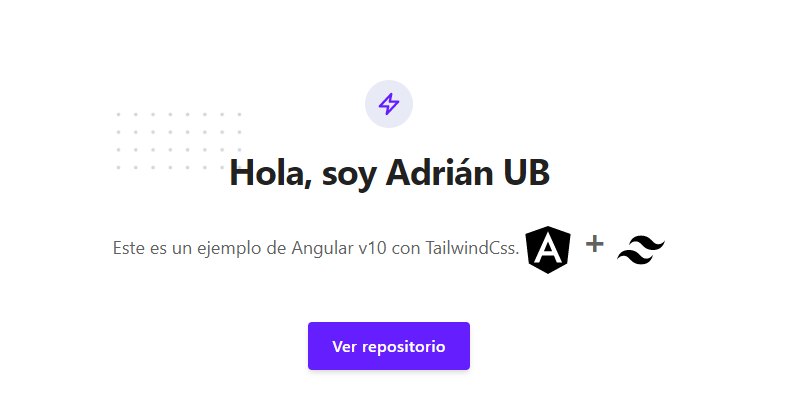 Hola, soy Adrián UB
Este es un ejemplo de Angular v10 con TailwindCss. A +
Ver repositorio